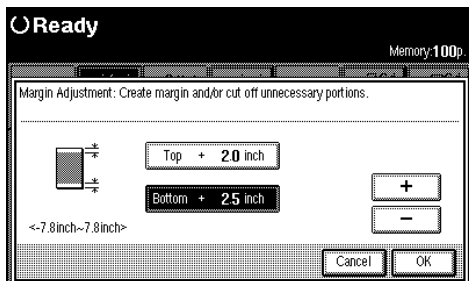 Ready
Memory:100p.
Margin Adjustment: Create margin and/or cut off unnecessary portions.
Top + 2.0 inch
Bottom + 2.5 inch
+
−
<-7.8inch~7.8inch>
Cancel OK